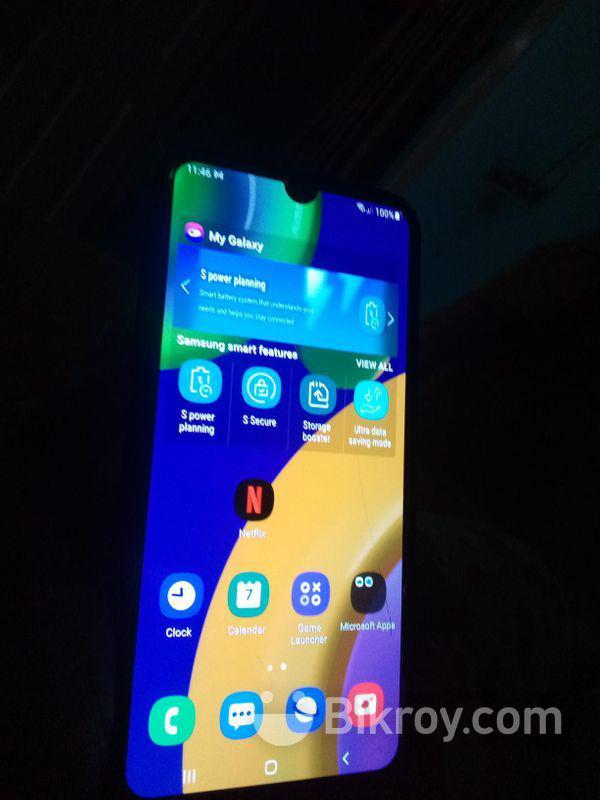 11:46
100%
My Galaxy
S power planning
Smart battery system that understands your
needs and helps you stay connected
Samsung smart features
VIEW ALL
S power
planning
S Secure
Storage
booster
Ultra data
saving mode
N
Netflix
7
Clock
Calendar
Game
Launcher
Microsoft Apps
Bikroy.com